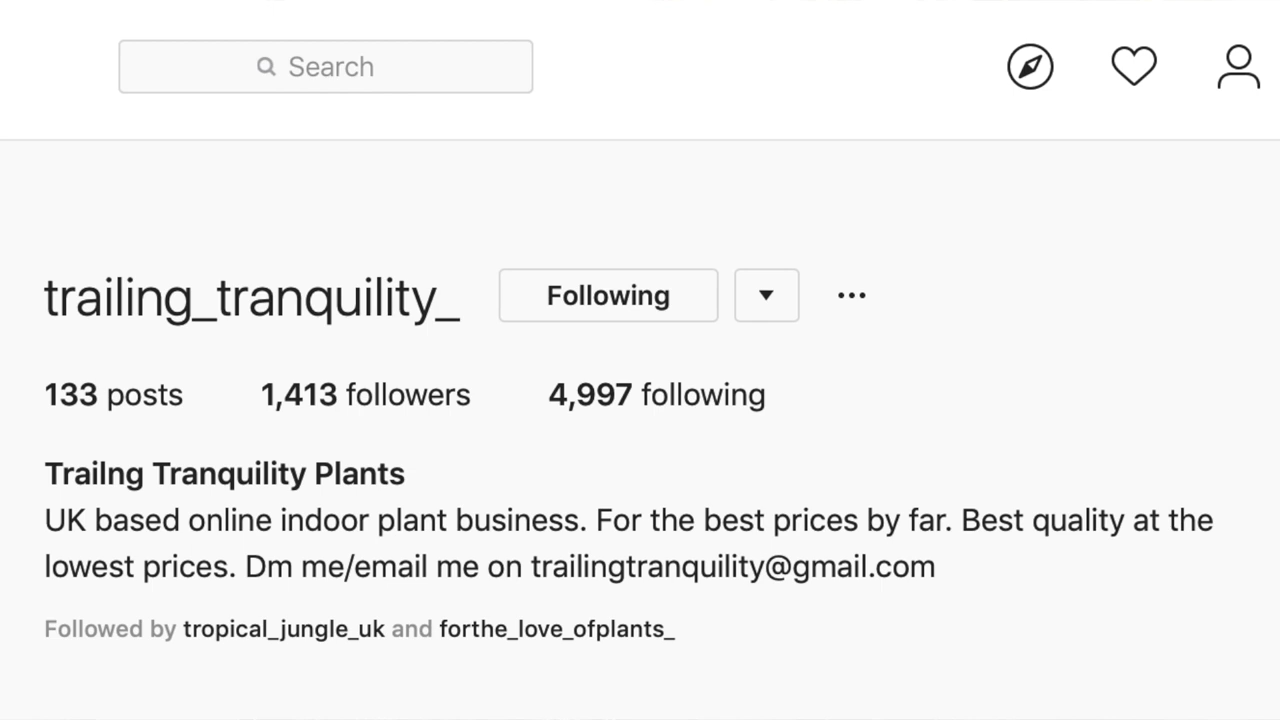 Search
trailing_tranquility_ Following ...
133 posts 1,413 followers 4,997 following
Trailng Tranquility Plants
UK based online indoor plant business. For the best prices by far. Best quality at the
lowest prices. Dm me/email me on trailingtranquility@gmail.com
Followed by tropical_jungle_uk and forthe_love_ofplants_